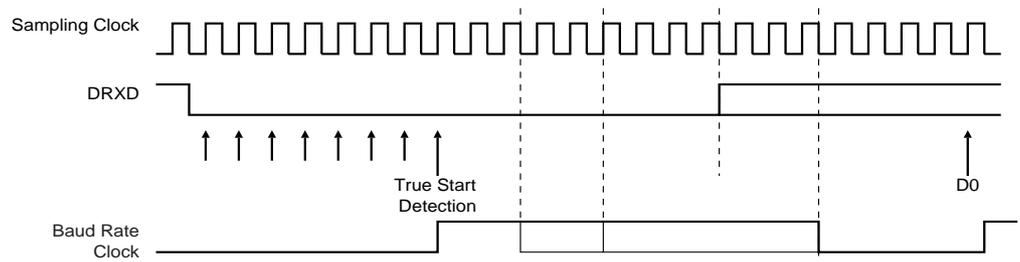 Sampling Clock
DRXD
True Start
Detection
D0
Baud Rate
Clock